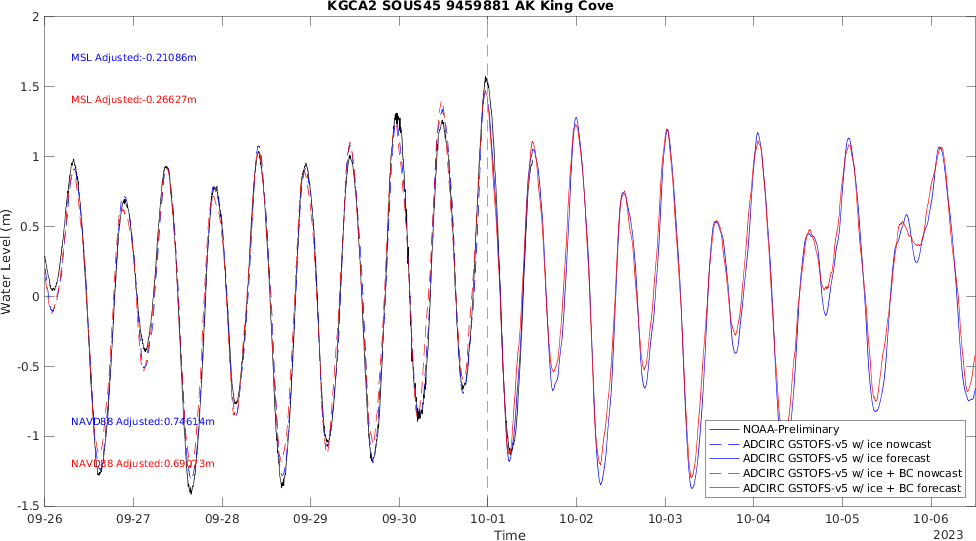 KGCA2 SOUS45 9459881 AK King Cove
2
1.5
1
0.5
0
-0.5
-1
-1.5
Water Level (m)
MSL Adjusted:-0.21086m
MSL Adjusted:-0.26627m
NAVD88 Adjusted:0.74614m
NAVD88 Adjusted:0.69073m
NOAA-Preliminary
ADCIRC GSTOFS-v5 w/ ice nowcast
ADCIRC GSTOFS-v5 w/ ice forecast
ADCIRC GSTOFS-v5 w/ ice + BC nowcast
ADCIRC GSTOFS-v5 w/ ice + BC forecast
09-26 09-27 09-28 09-29 09-30 10-01 10-02 10-03 10-04 10-05 10-06
Time
2023